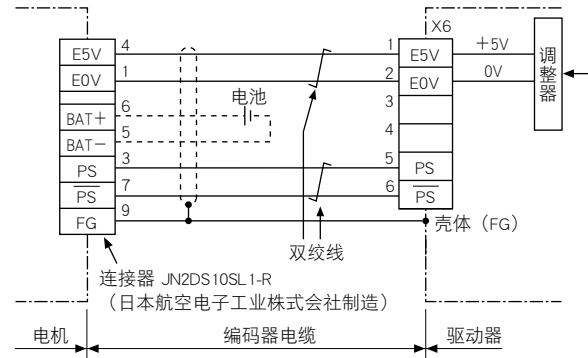 X6
E5V 4 1 E5V +5V
E0V 1 2 E0V 0V
调整器
BAT+ 6 电池 3
BAT- 5 4
PS 3 5 PS
P̅S̅ 7 6 P̅S̅
FG 9 壳体（FG）
双绞线
连接器 JN2DS10SL1-R
（日本航空电子工业株式会社制造）
电机 编码器电缆 驱动器